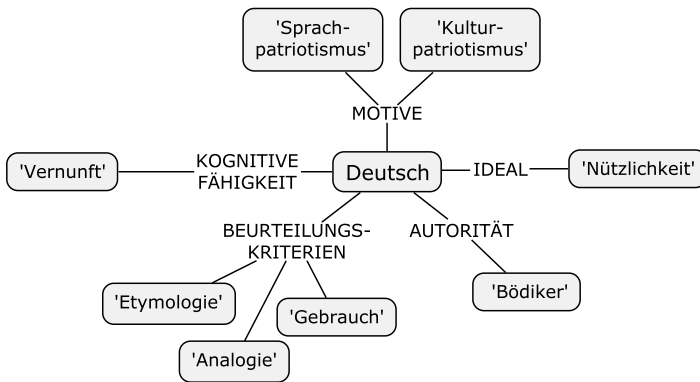 'Sprach-
patriotismus'
'Kultur-
patriotismus'
MOTIVE
'Vernunft'
KOGNITIVE
FÄHIGKEIT
Deutsch
IDEAL
'Nützlichkeit'
BEURTEILUNGS-
KRITERIEN
AUTORITÄT
'Etymologie'
'Gebrauch'
'Bödiker'
'Analogie'